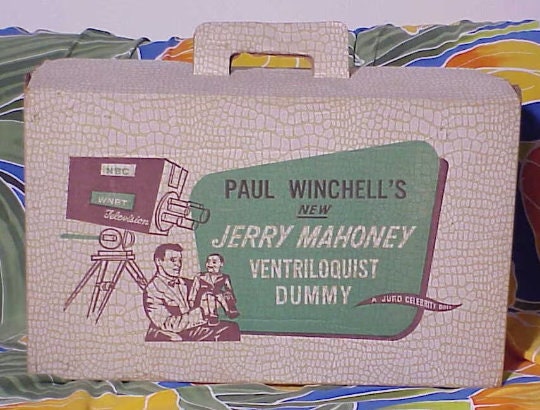 NBC
WNBT
Television
PAUL WINCHELL'S
NEW
JERRY MAHONEY
VENTRILOQUIST
DUMMY
A JURO CELEBRITY DOLL